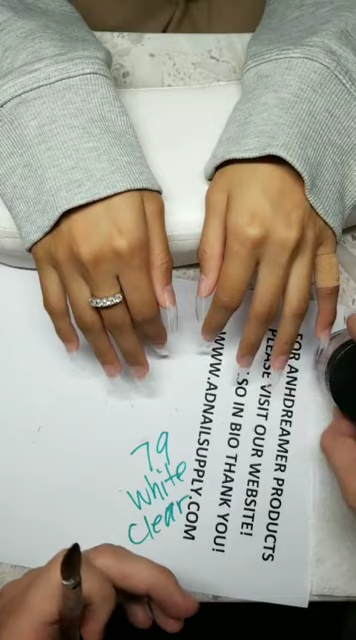 FOR ANHDREAMER PRODUCTS
PLEASE VISIT OUR WEBSITE!
SO IN BIO THANK YOU!
WWW.ADNAILSUPPLY.COM
79
White
Clear